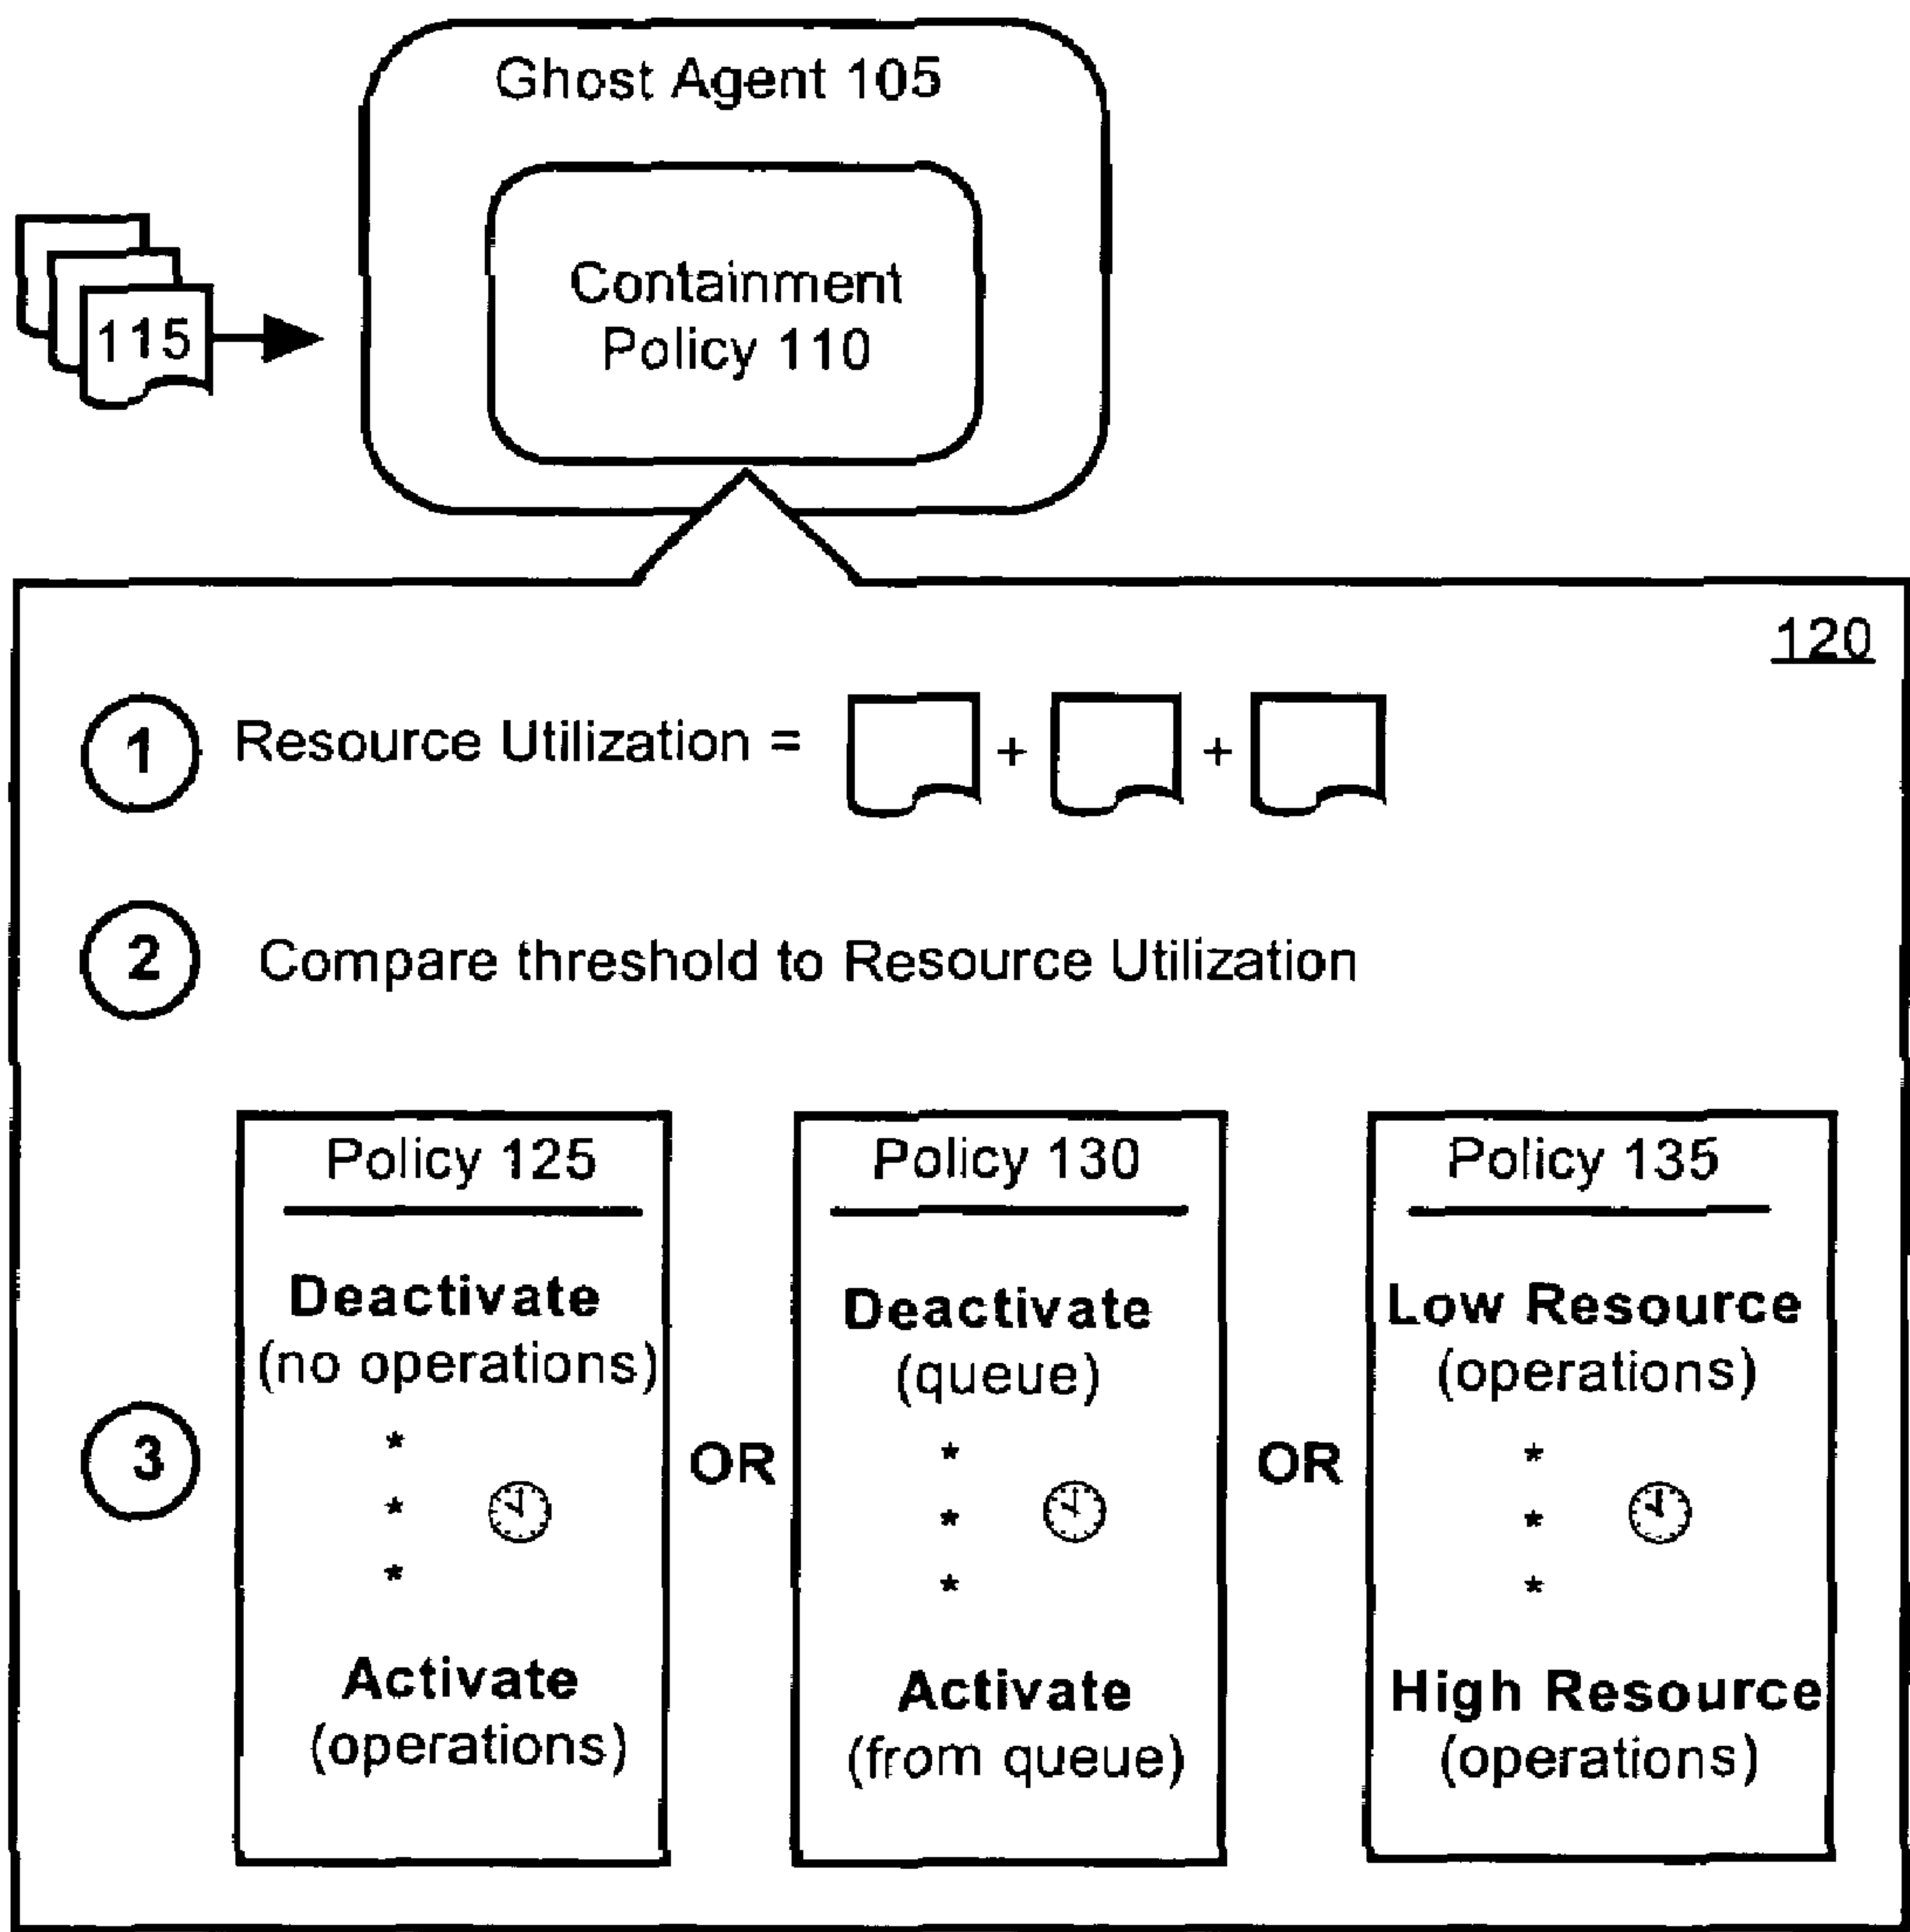 Ghost Agent 105
Containment
Policy 110
115
120
1 Resource Utilization = + +
2 Compare threshold to Resource Utilization
3
Policy 125
Deactivate
(no operations)
*
*
*
Activate
(operations)
OR
Policy 130
Deactivate
(queue)
*
*
*
Activate
(from queue)
OR
Policy 135
Low Resource
(operations)
*
*
*
High Resource
(operations)